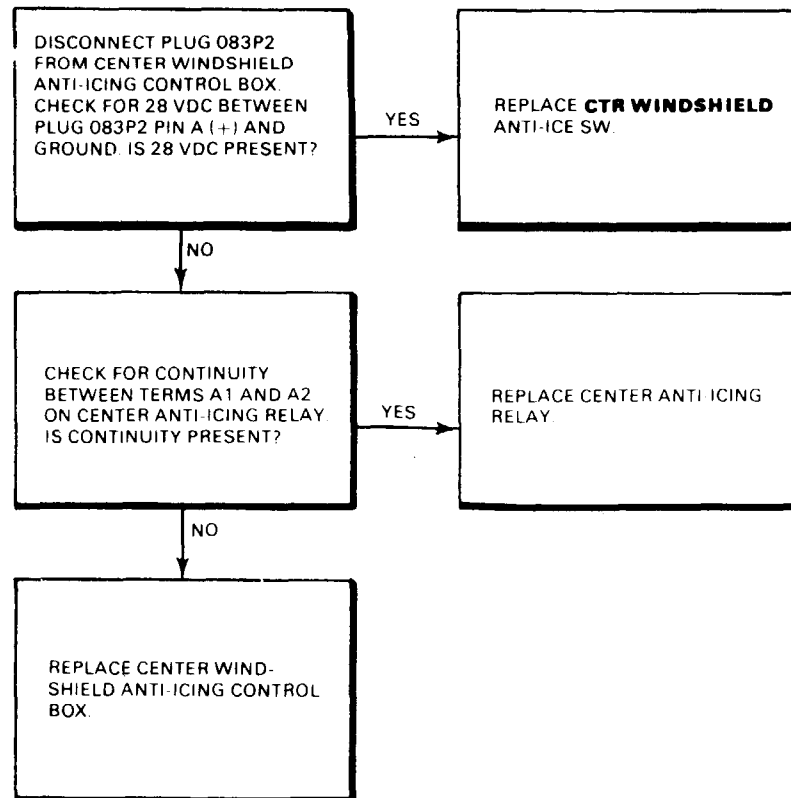 DISCONNECT PLUG 083P2
FROM CENTER WINDSHIELD
ANTI-ICING CONTROL BOX.
CHECK FOR 28 VDC BETWEEN
PLUG 083P2 PIN A (+) AND
GROUND. IS 28 VDC PRESENT?
YES
REPLACE CTR WINDSHIELD
ANTI-ICE SW.
NO
CHECK FOR CONTINUITY
BETWEEN TERMS A1 AND A2
ON CENTER ANTI-ICING RELAY.
IS CONTINUITY PRESENT?
YES
REPLACE CENTER ANTI-ICING
RELAY.
NO
REPLACE CENTER WIND-
SHIELD ANTI-ICING CONTROL
BOX.